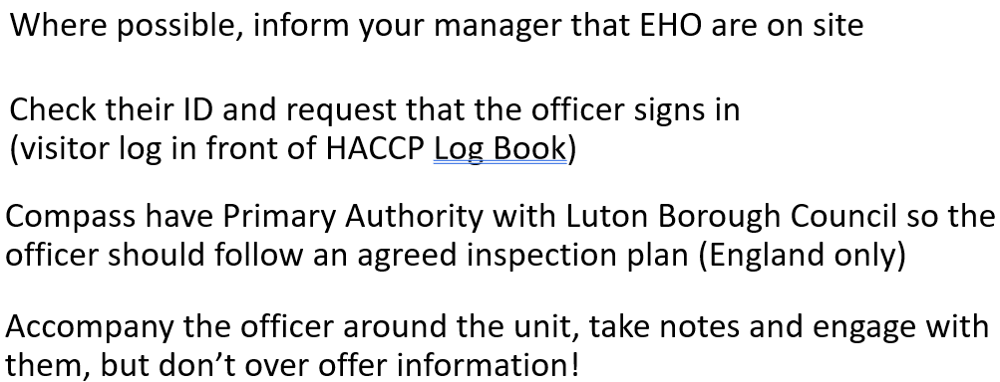 Where possible, inform your manager that EHO are on site
Check their ID and request that the officer signs in
(visitor log in front of HACCP Log Book)
Compass have Primary Authority with Luton Borough Council so the
officer should follow an agreed inspection plan (England only)
Accompany the officer around the unit, take notes and engage with
them, but don’t over offer information!